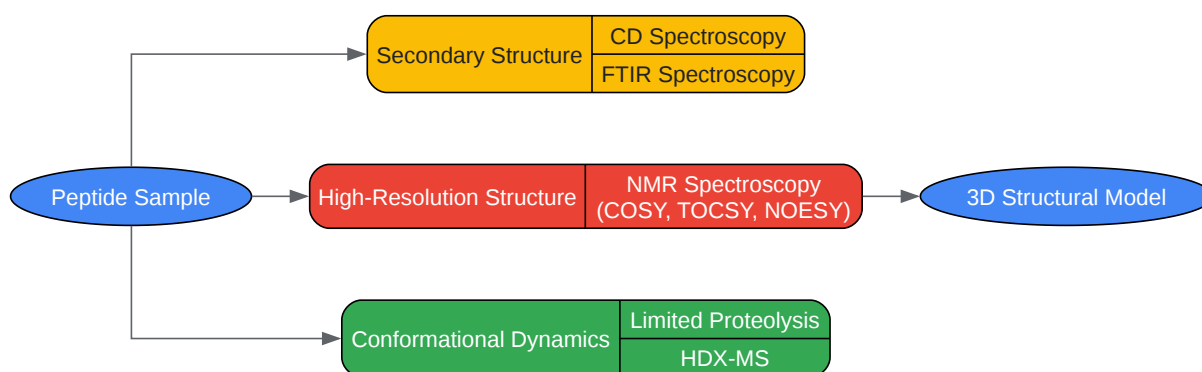 Secondary Structure
CD Spectroscopy
FTIR Spectroscopy
Peptide Sample
High-Resolution Structure
NMR Spectroscopy
(COSY, TOCSY, NOESY)
3D Structural Model
Conformational Dynamics
Limited Proteolysis
HDX-MS